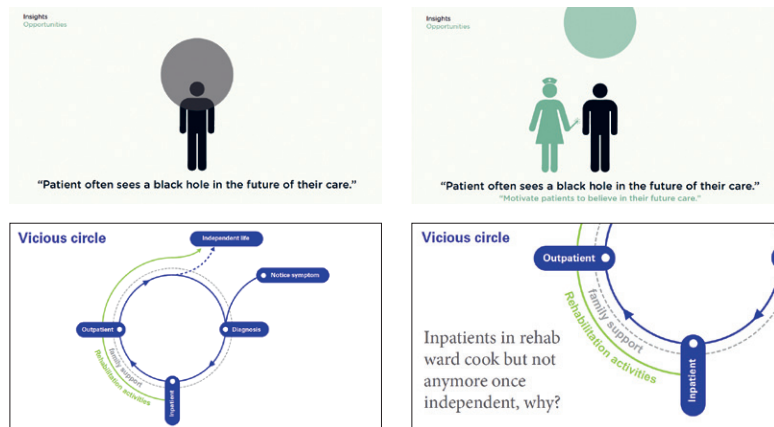 Insights
Opportunities
"Patient often sees a black hole in the future of their care."
Insights
Opportunities
"Patient often sees a black hole in the future of their care."
"Motivate patients to believe in their future care."
Vicious circle
Independent life
Notice symptom
Outpatient
Diagnosis
family support
Rehabilitation activities
Inpatient
Vicious circle
Outpatient
family support
Rehabilitation activities
Inpatients in rehab
ward cook but not
anymore once
independent, why?
Inpatient